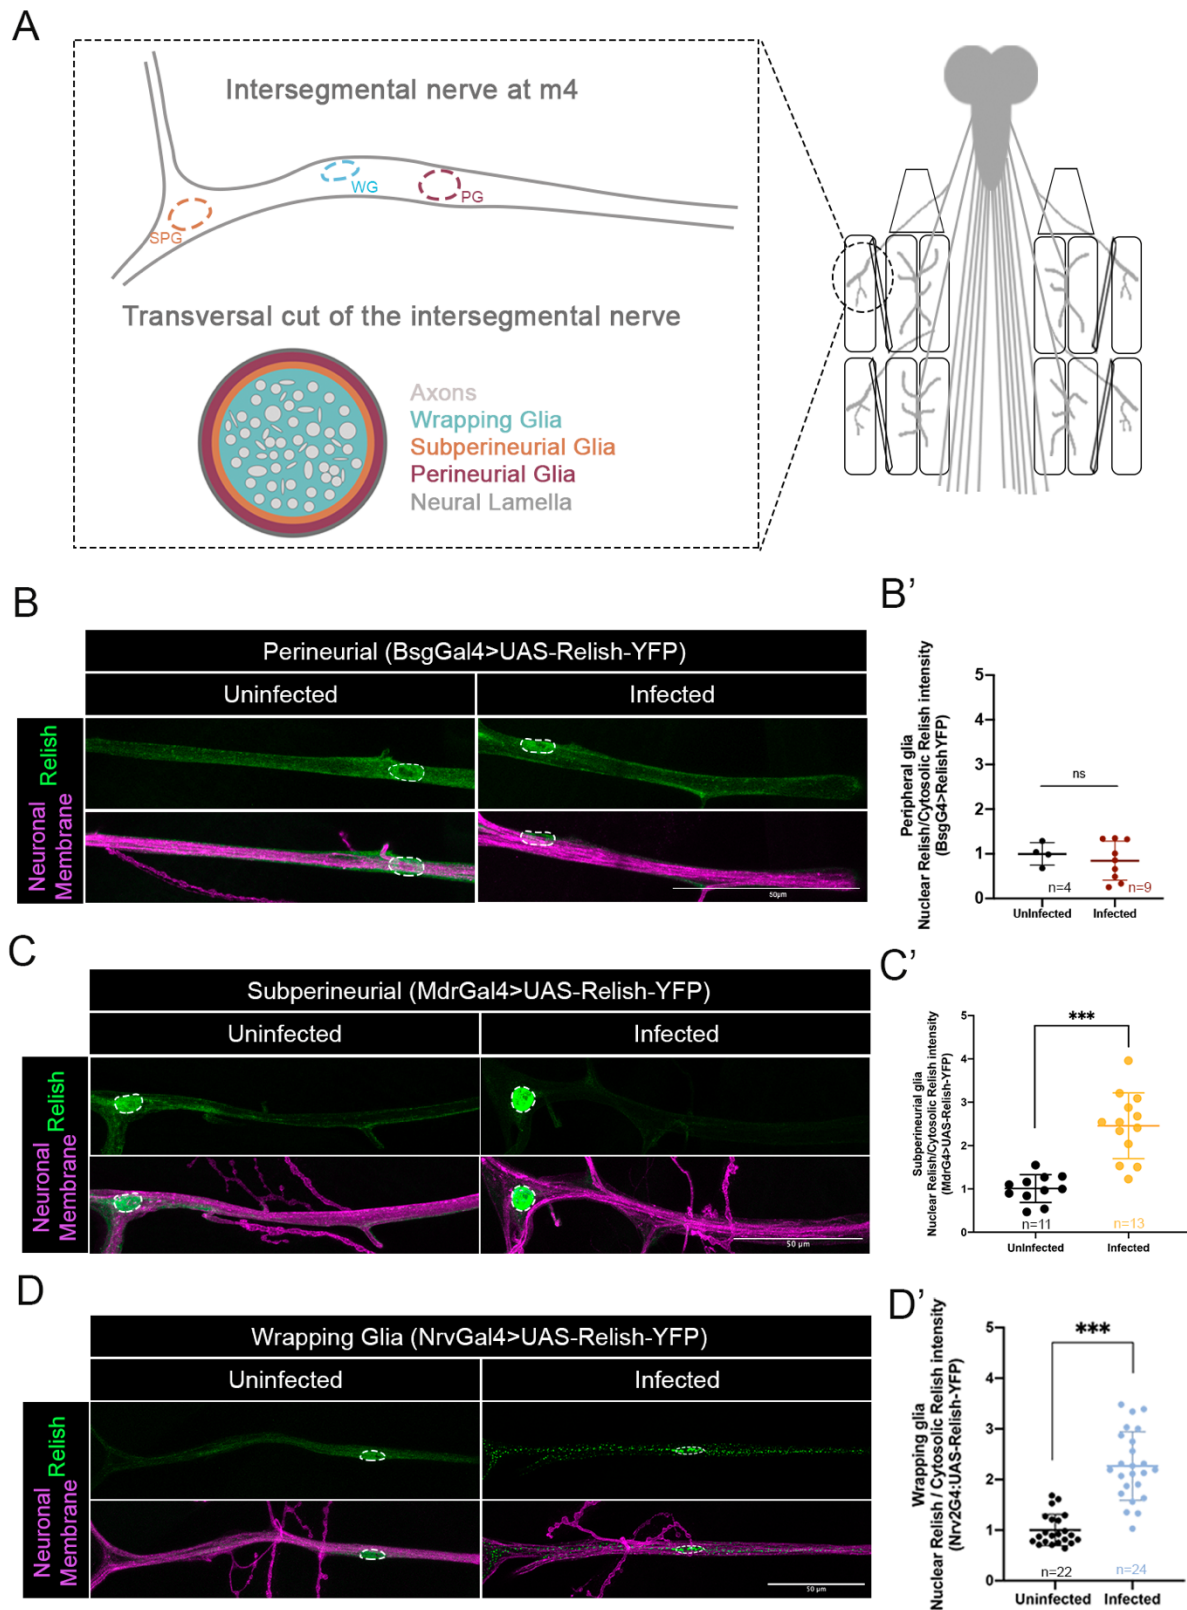 A
Intersegmental nerve at m4
WG
PG
SPG
Transversal cut of the intersegmental nerve
Axons
Wrapping Glia
Subperineurial Glia
Perineurial Glia
Neural Lamella
B
Perineurial (BsgGal4>UAS-Relish-YFP)
Uninfected
Infected
Relish
Neuronal
Membrane
50µm
B'
Peripheral glia
Nuclear Relish/Cytosolic Relish intensity
(BsgG4>RelishYFP)
5
4
3
2
1
0
ns
n=4
n=9
UnInfected
Infected
C
Subperineurial (MdrGal4>UAS-Relish-YFP)
Uninfected
Infected
Relish
Neuronal
Membrane
50 µm
C'
Subperineurial glia
Nuclear Relish/Cytosolic Relish intensity
(MdrG4>UAS-Relish-YFP)
5
4
3
2
1
0
***
n=11
n=13
UnInfected
Infected
D
Wrapping Glia (NrvGal4>UAS-Relish-YFP)
Uninfected
Infected
Relish
Neuronal
Membrane
50 µm
D'
Wrapping glia
Nuclear Relish / Cytosolic Relish intensity
(Nrv2G4:UAS-Relish-YFP)
5
4
3
2
1
0
***
n=22
n=24
Uninfected
Infected